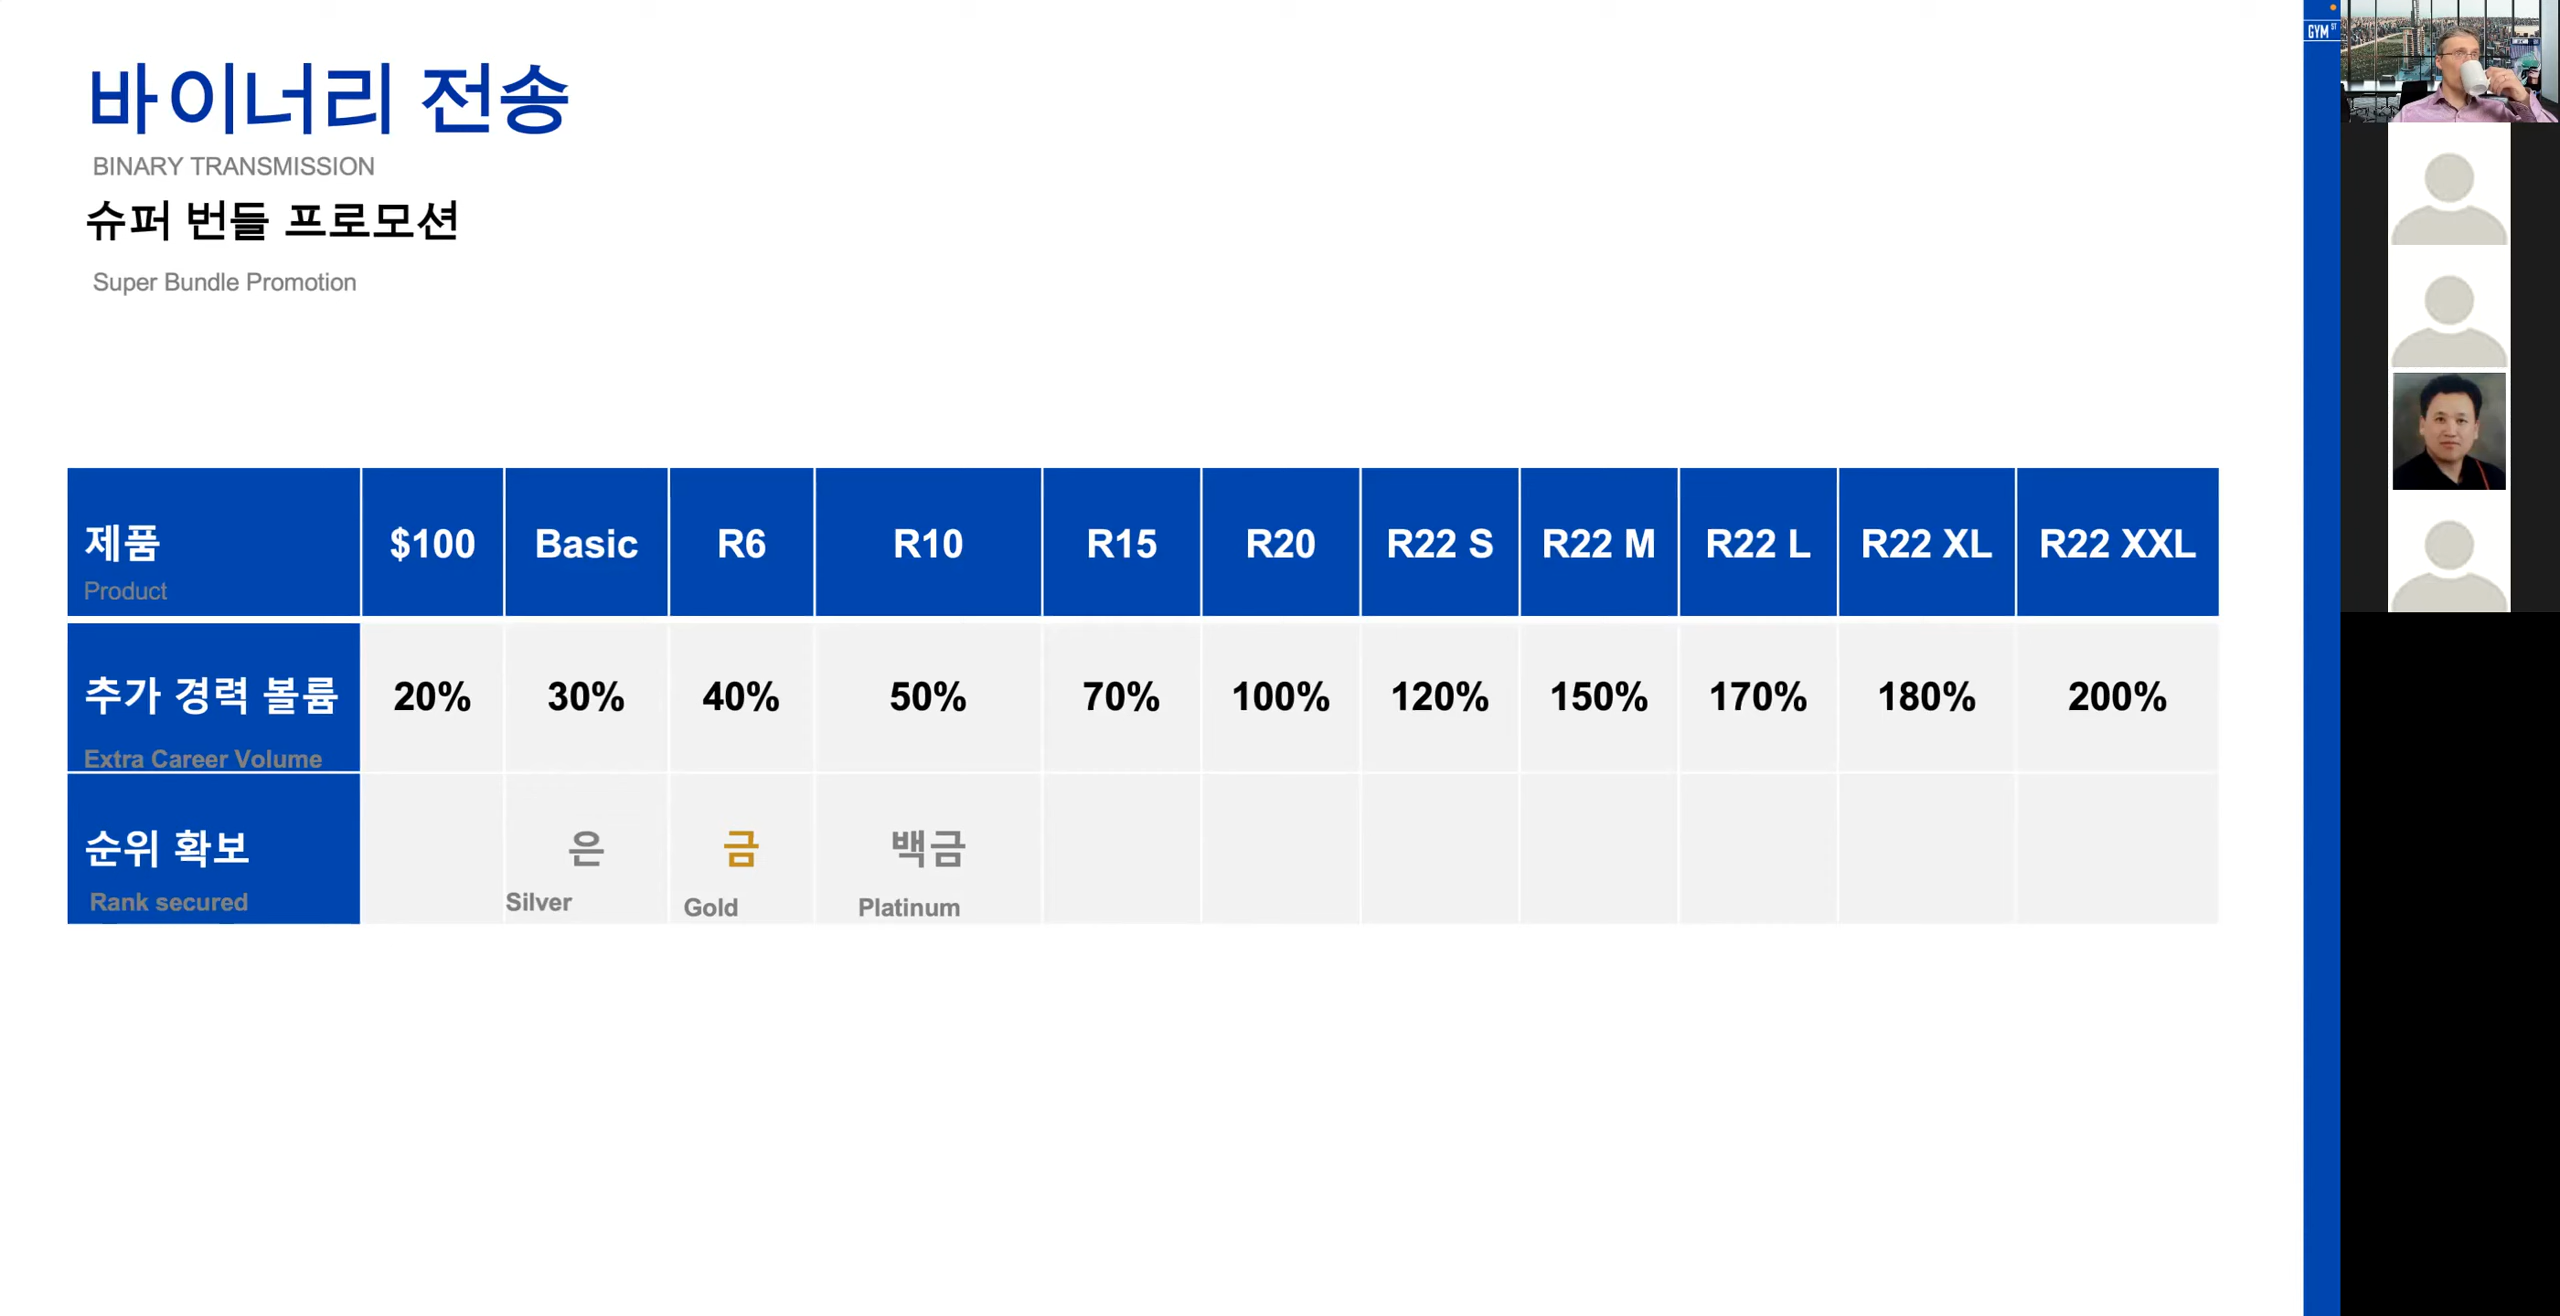 바이너리 전송
BINARY TRANSMISSION
슈퍼 번들 프로모션
Super Bundle Promotion
GYM ST
제품 $100 Basic R6 R10 R15 R20 R22 S R22 M R22 L R22 XL R22 XXL
Product
추가 경력 볼륨 20% 30% 40% 50% 70% 100% 120% 150% 170% 180% 200%
Extra Career Volume
순위 확보 은 금 백금
Rank secured Silver Gold Platinum